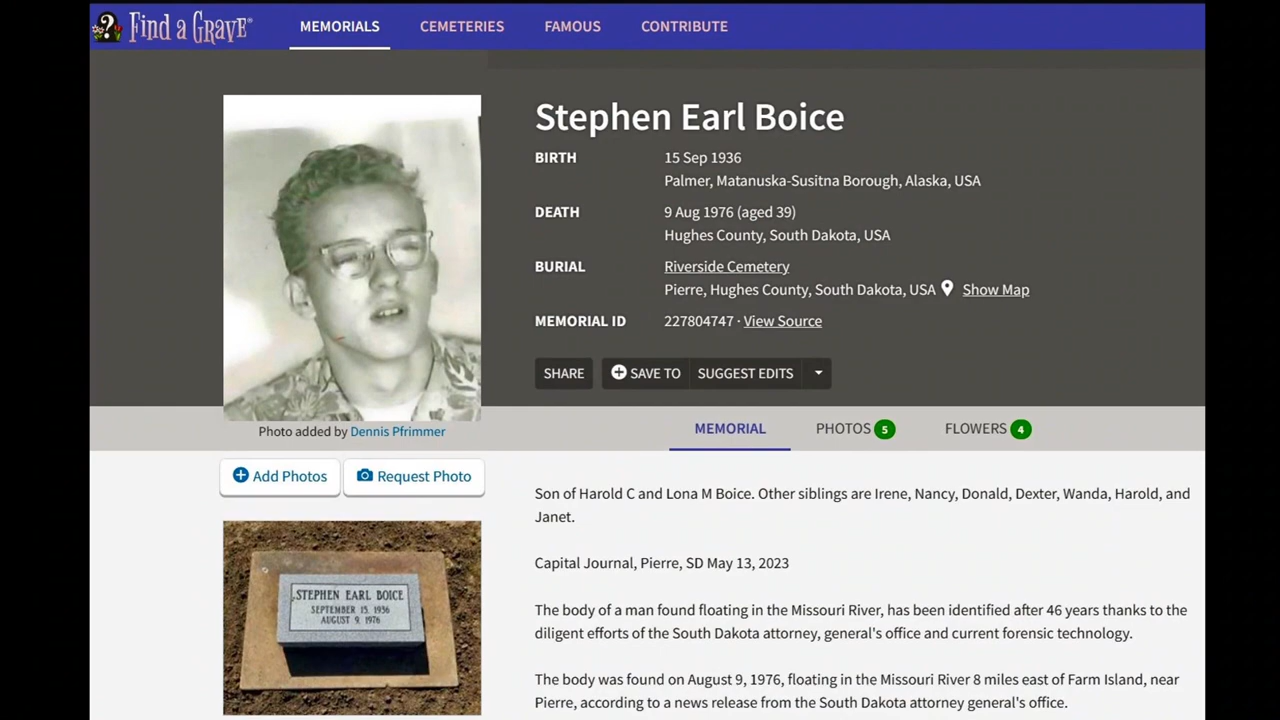 Find a GRAVE®
MEMORIALS
CEMETERIES
FAMOUS
CONTRIBUTE
Stephen Earl Boice
BIRTH 15 Sep 1936
Palmer, Matanuska-Susitna Borough, Alaska, USA
DEATH 9 Aug 1976 (aged 39)
Hughes County, South Dakota, USA
BURIAL Riverside Cemetery
Pierre, Hughes County, South Dakota, USA Show Map
MEMORIAL ID 227804747 · View Source
SHARE SAVE TO SUGGEST EDITS
Photo added by Dennis Pfrimmer
MEMORIAL PHOTOS 5 FLOWERS 4
Add Photos Request Photo
STEPHEN EARL BOICE
SEPTEMBER 15, 1936
AUGUST 9, 1976
Son of Harold C and Lona M Boice. Other siblings are Irene, Nancy, Donald, Dexter, Wanda, Harold, and
Janet.
Capital Journal, Pierre, SD May 13, 2023
The body of a man found floating in the Missouri River, has been identified after 46 years thanks to the
diligent efforts of the South Dakota attorney, general's office and current forensic technology.
The body was found on August 9, 1976, floating in the Missouri River 8 miles east of Farm Island, near
Pierre, according to a news release from the South Dakota attorney general's office.